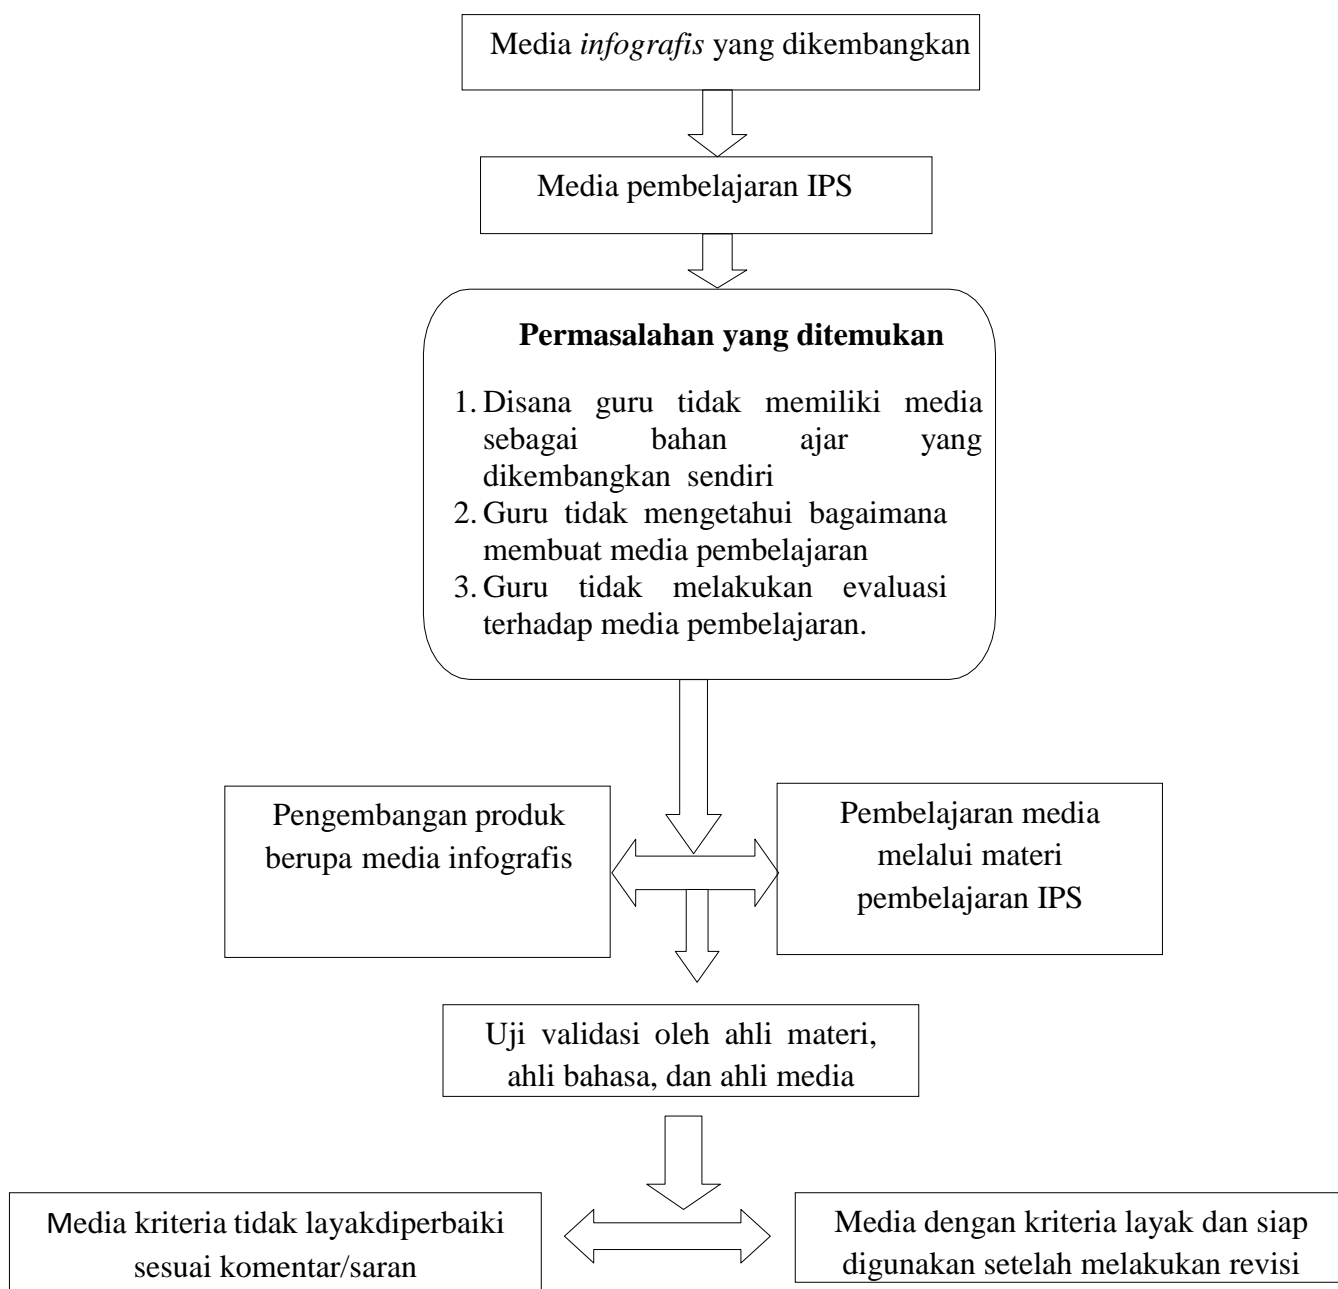 Media infografis yang dikembangkan
Media pembelajaran IPS
Permasalahan yang ditemukan
1. Disana guru tidak memiliki media
sebagai bahan ajar yang
dikembangkan sendiri
2. Guru tidak mengetahui bagaimana
membuat media pembelajaran
3. Guru tidak melakukan evaluasi
terhadap media pembelajaran.
Pengembangan produk
berupa media infografis
Pembelajaran media
melalui materi
pembelajaran IPS
Uji validasi oleh ahli materi,
ahli bahasa, dan ahli media
Media kriteria tidak layakdiperbaiki
sesuai komentar/saran
Media dengan kriteria layak dan siap
digunakan setelah melakukan revisi